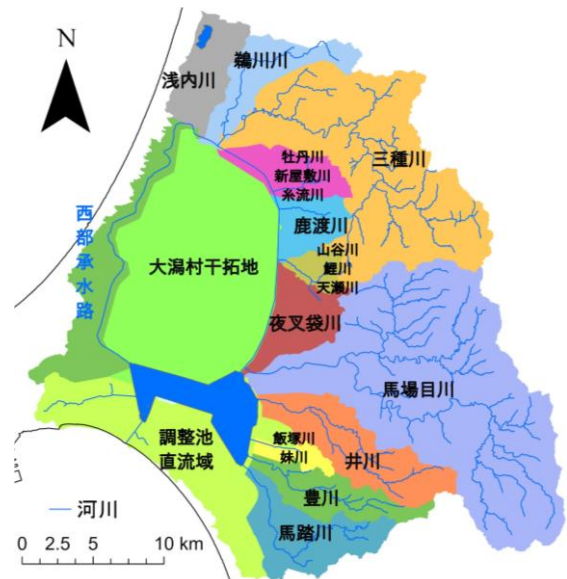 N
鵜川川
浅内川
三種川
牡丹川
新屋敷川
糸流川
鹿渡川
西部承水路
大潟村干拓地
山谷川
鯉川
天瀬川
夜叉袋川
馬場目川
調整池
直流域
飯塚川
妹川
井川
豊川
河川
馬踏川
0 2.5 5 10 km